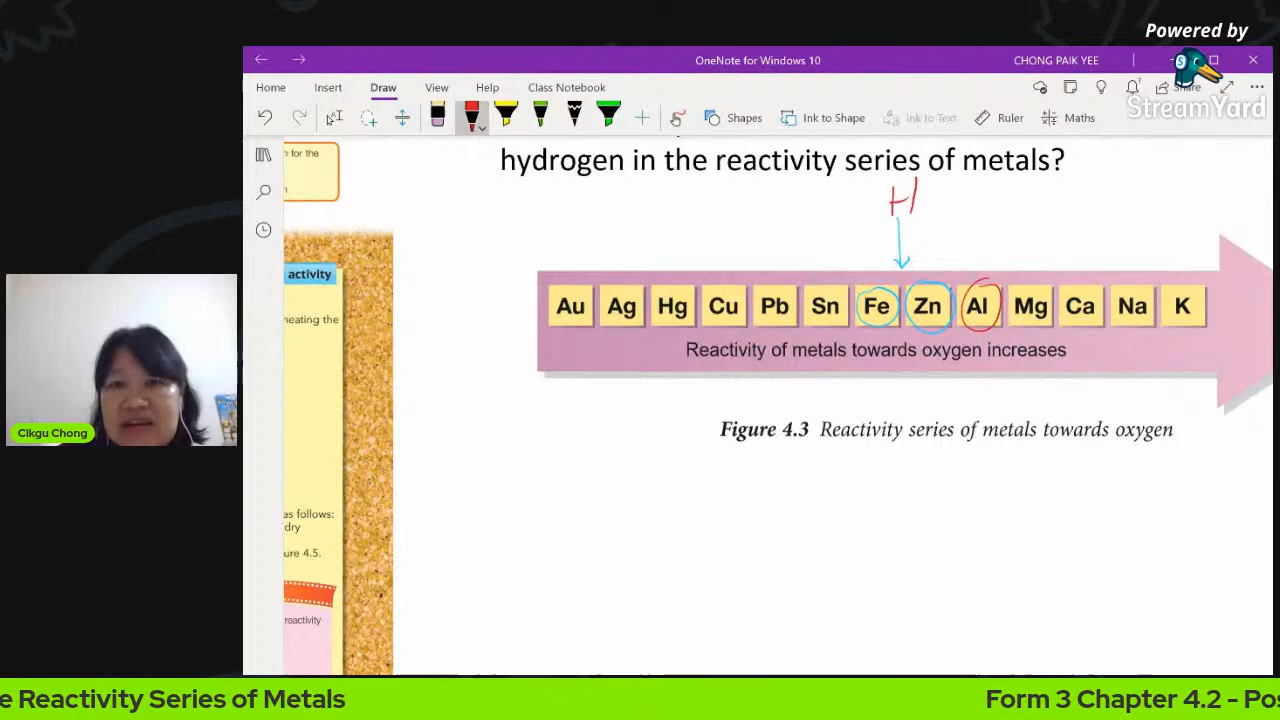 Powered by
StreamYard
OneNote for Windows 10
CHONG PAIK YEE
Home
Insert
Draw
View
Help
Class Notebook
1
Share
Shapes
Ink to Shape
Ink to Text
Ruler
Maths
n for the
n
hydrogen in the reactivity series of metals?
H
activity
heating the
Au Ag Hg Cu Pb Sn Fe Zn Al Mg Ca Na K
Reactivity of metals towards oxygen increases
Figure 4.3 Reactivity series of metals towards oxygen
Cikgu Chong
as follows:
dry
ure 4.5.
reactivity
e Reactivity Series of Metals
Form 3 Chapter 4.2 - Pos